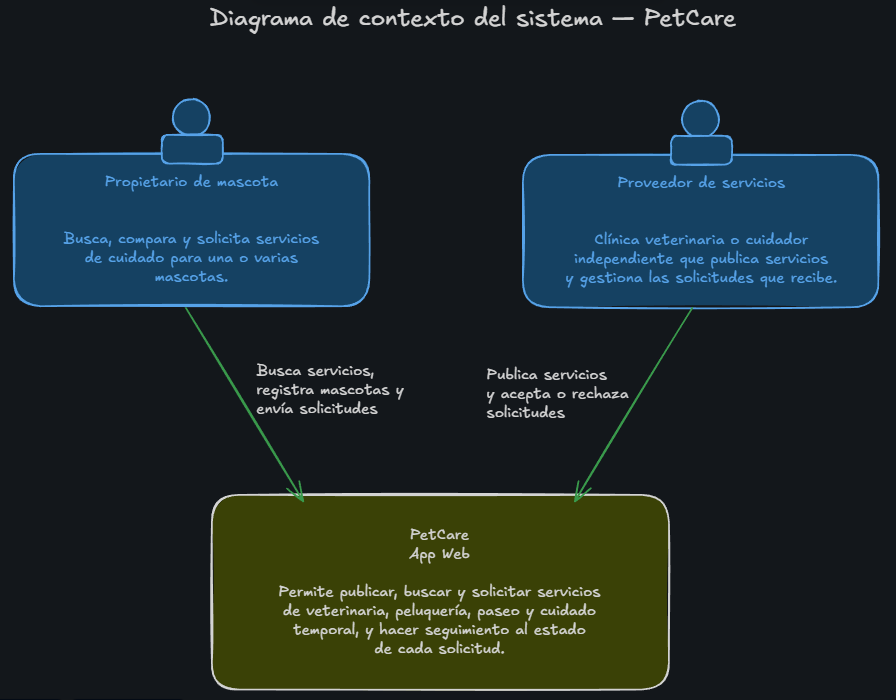 Diagrama de contexto del sistema — PetCare
Propietario de mascota
Busca, compara y solicita servicios
de cuidado para una o varias
mascotas.
Proveedor de servicios
Clínica veterinaria o cuidador
independiente que publica servicios
y gestiona las solicitudes que recibe.
Busca servicios,
registra mascotas y
envía solicitudes
Publica servicios
y acepta o rechaza
solicitudes
PetCare
App Web
Permite publicar, buscar y solicitar servicios
de veterinaria, peluquería, paseo y cuidado
temporal, y hacer seguimiento al estado
de cada solicitud.